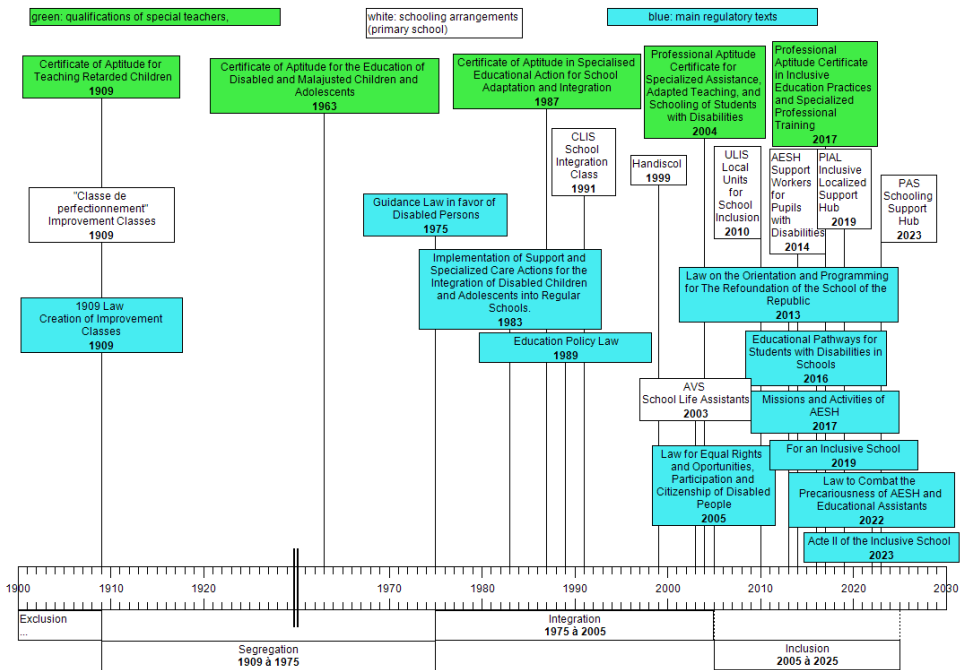 green: qualifications of special teachers,
white: schooling arrangements
(primary school)
blue: main regulatory texts
Certificate of Aptitude for
Teaching Retarded Children
1909
Certificate of Aptitude for the Education of
Disabled and Malajusted Children and
Adolescents
1963
Certificate of Aptitude in Specialised
Educational Action for School
Adaptation and Integration
1987
Professional Aptitude
Certificate for
Specialized Assistance,
Adapted Teaching, and
Schooling of Students
with Disabilities
2004
Professional
Aptitude
Certificate in
Inclusive
Education Practices
and Specialized
Professional
Training
2017
"Classe de
perfectionnement"
Improvement Classes
1909
CLIS
School
Integration
Class
1991
Handiscol
1999
ULIS
Local
Units
for
School
Inclusion
2010
AESH
Support
Workers
for
Pupils
with
Disabilities
2014
PIAL
Inclusive
Localized
Support
Hub
2019
PAS
Schooling
Support
Hub
2023
Guidance Law in favor of
Disabled Persons
1975
1909 Law
Creation of Improvement
Classes
1909
Implementation of Support and
Specialized Care Actions for the
Integration of Disabled Children
and Adolescents into Regular
Schools.
1983
Education Policy Law
1989
Law on the Orientation and Programming
for The Refoundation of the School of the
Republic
2013
Educational Pathways for
Students with Disabilities in
Schools
2016
AVS
School Life Assistants
2003
Missions and Activities of
AESH
2017
Law for Equal Rights
and Oportunities,
Participation and
Citizenship of Disabled
People
2005
For an Inclusive School
2019
Law to Combat the
Precariousness of AESH and
Educational Assistants
2022
Acte II of the Inclusive School
2023
1900 1910 1920 1970 1980 1990 2000 2010 2020 2030
Exclusion
...
Segregation
1909 à 1975
Integration
1975 à 2005
Inclusion
2005 à 2025